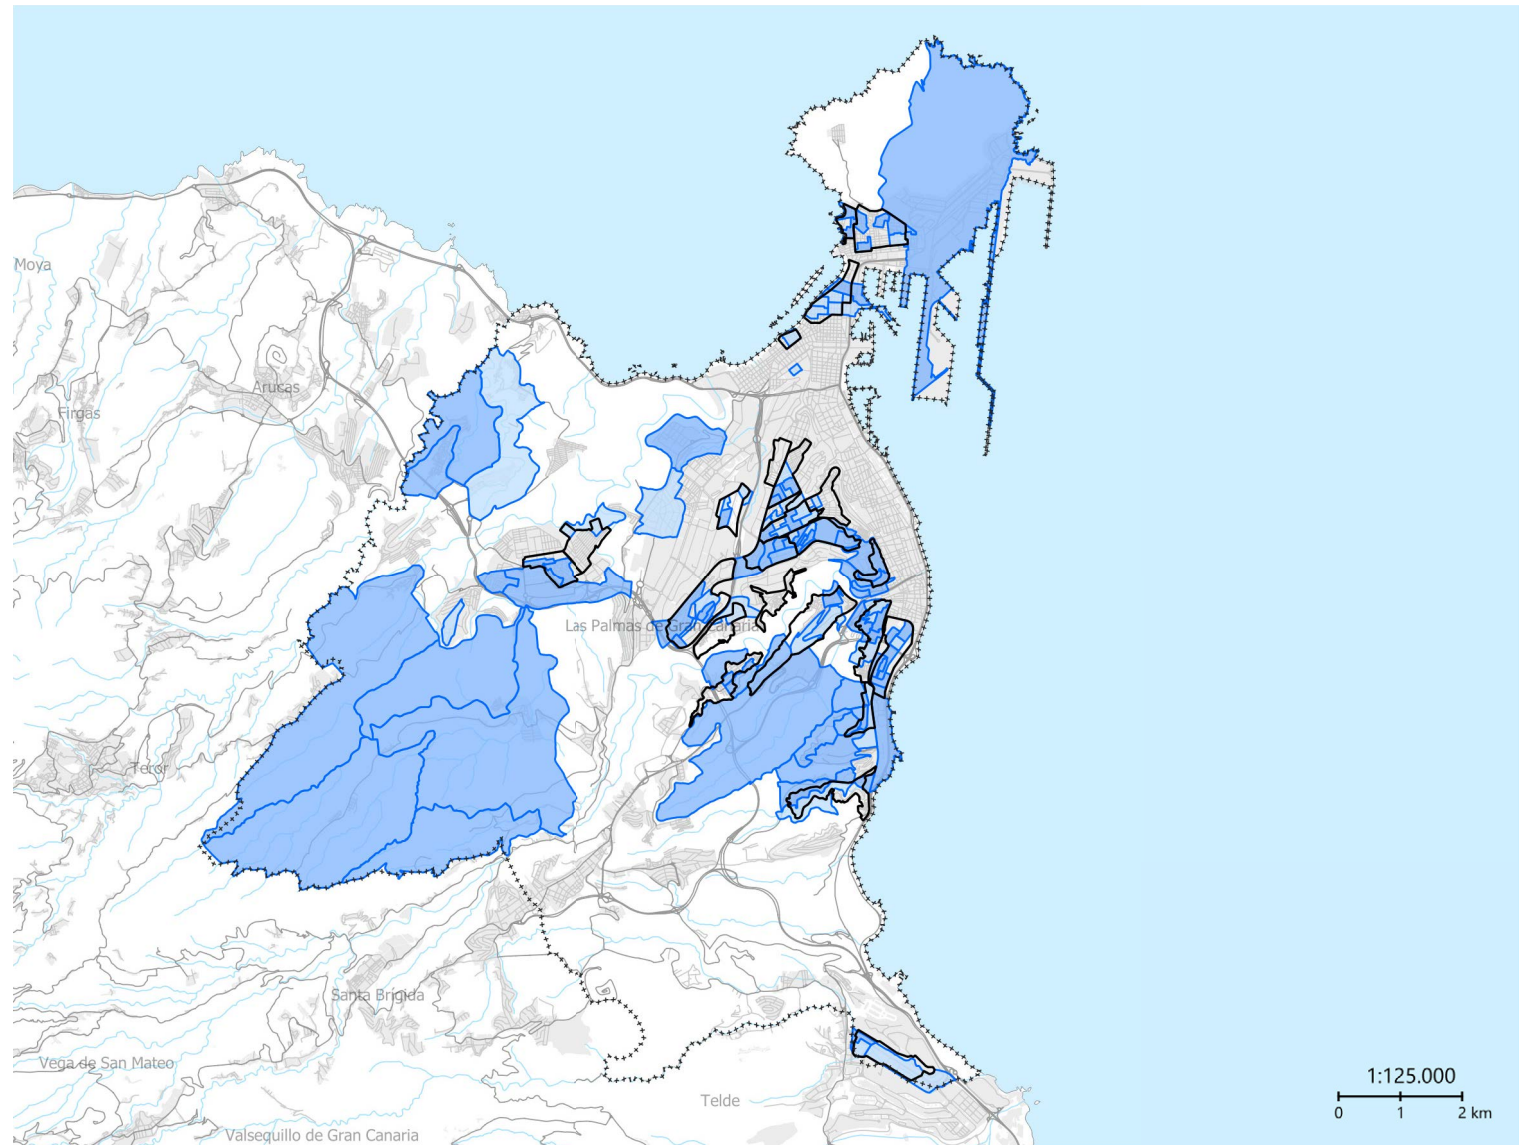 Moya
Arucas
Firgas
Las Palmas de Gran Canaria
Teror
Santa Brígida
Vega de San Mateo
Telde
Valsequillo de Gran Canaria
1:125.000
0 1 2 km